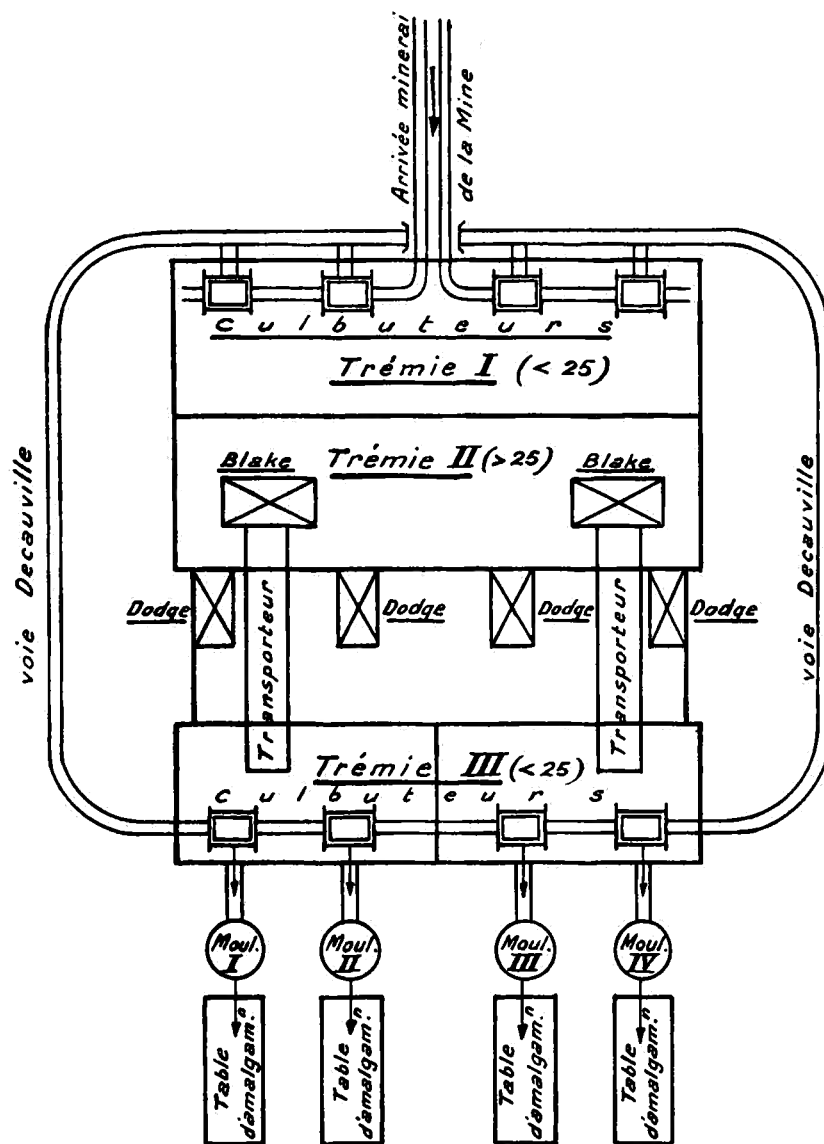 Arrivée minerai
de la Mine
Culbuteurs
Trémie I (< 25)
Blake
Trémie II (>25)
Blake
voie Decauville
voie Decauville
Dodge
Dodge
Dodge
Dodge
Transporteur
Transporteur
Trémie III (<25)
Culbuteurs
Moul.
I
Moul.
II
Moul.
III
Moul.
IV
Table
d'amalgam.n
Table
d'amalgam.n
Table
d'amalgam.n
Table
d'amalgam.n